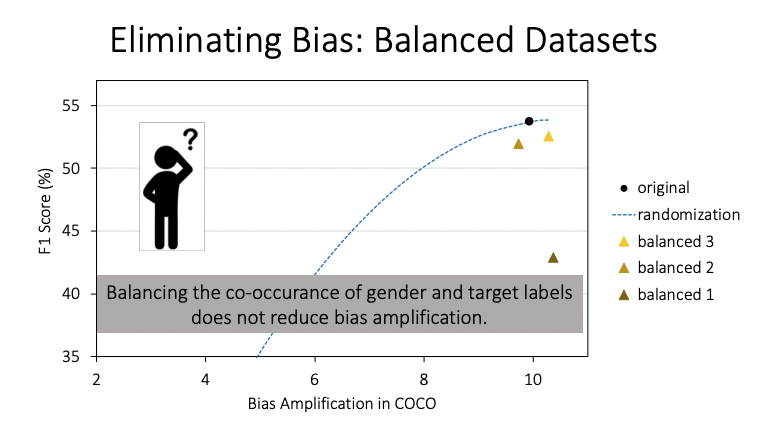 Eliminating Bias: Balanced Datasets
55
50
45
40
35
F1 Score (%)
?
Balancing the co-occurance of gender and target labels
does not reduce bias amplification.
2 4 6 8 10
Bias Amplification in COCO
original
randomization
balanced 3
balanced 2
balanced 1